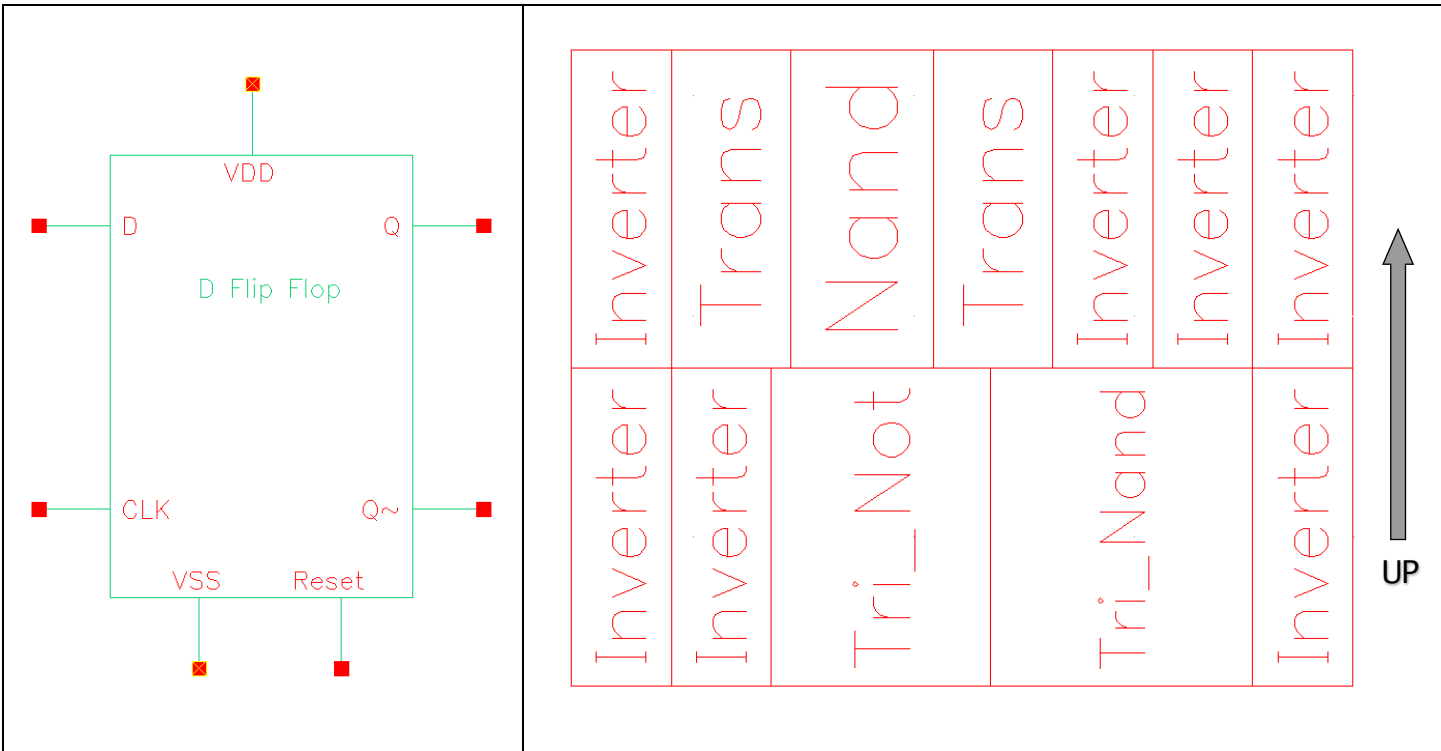 VDD
D Q
D Flip Flop
CLK Q~
VSS Reset
Inverter
Trans
Nand
Trans
Inverter
Inverter
Inverter
Inverter
Inverter
Tri_Not
Tri_Nand
Inverter
UP